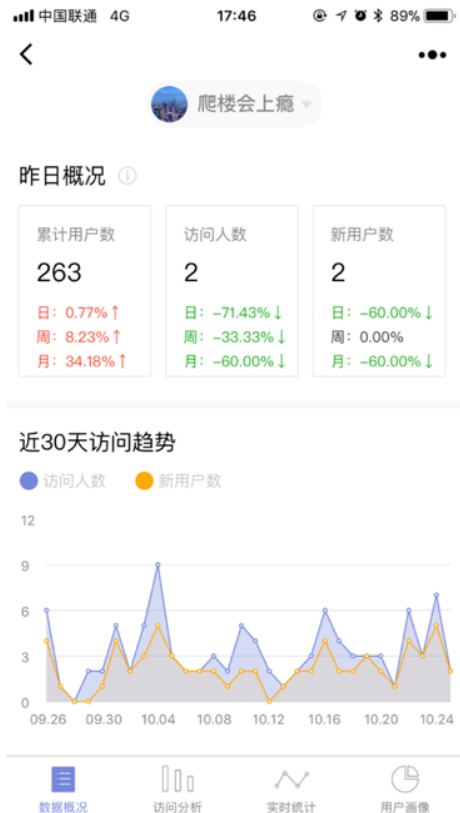 中国联通 4G 17:46 89%
爬楼会上瘾
昨日概况
累计用户数 访问人数 新用户数
263 2 2
日: 0.77%↑ 日: -71.43%↓ 日: -60.00%↓
周: 8.23%↑ 周: -33.33%↓ 周: 0.00%
月: 34.18%↑ 月: -60.00%↓ 月: -60.00%↓
近30天访问趋势
访问人数 新用户数
12
9
6
3
0
09.26 09.30 10.04 10.08 10.12 10.16 10.20 10.24
数据概况 访问分析 实时统计 用户画像